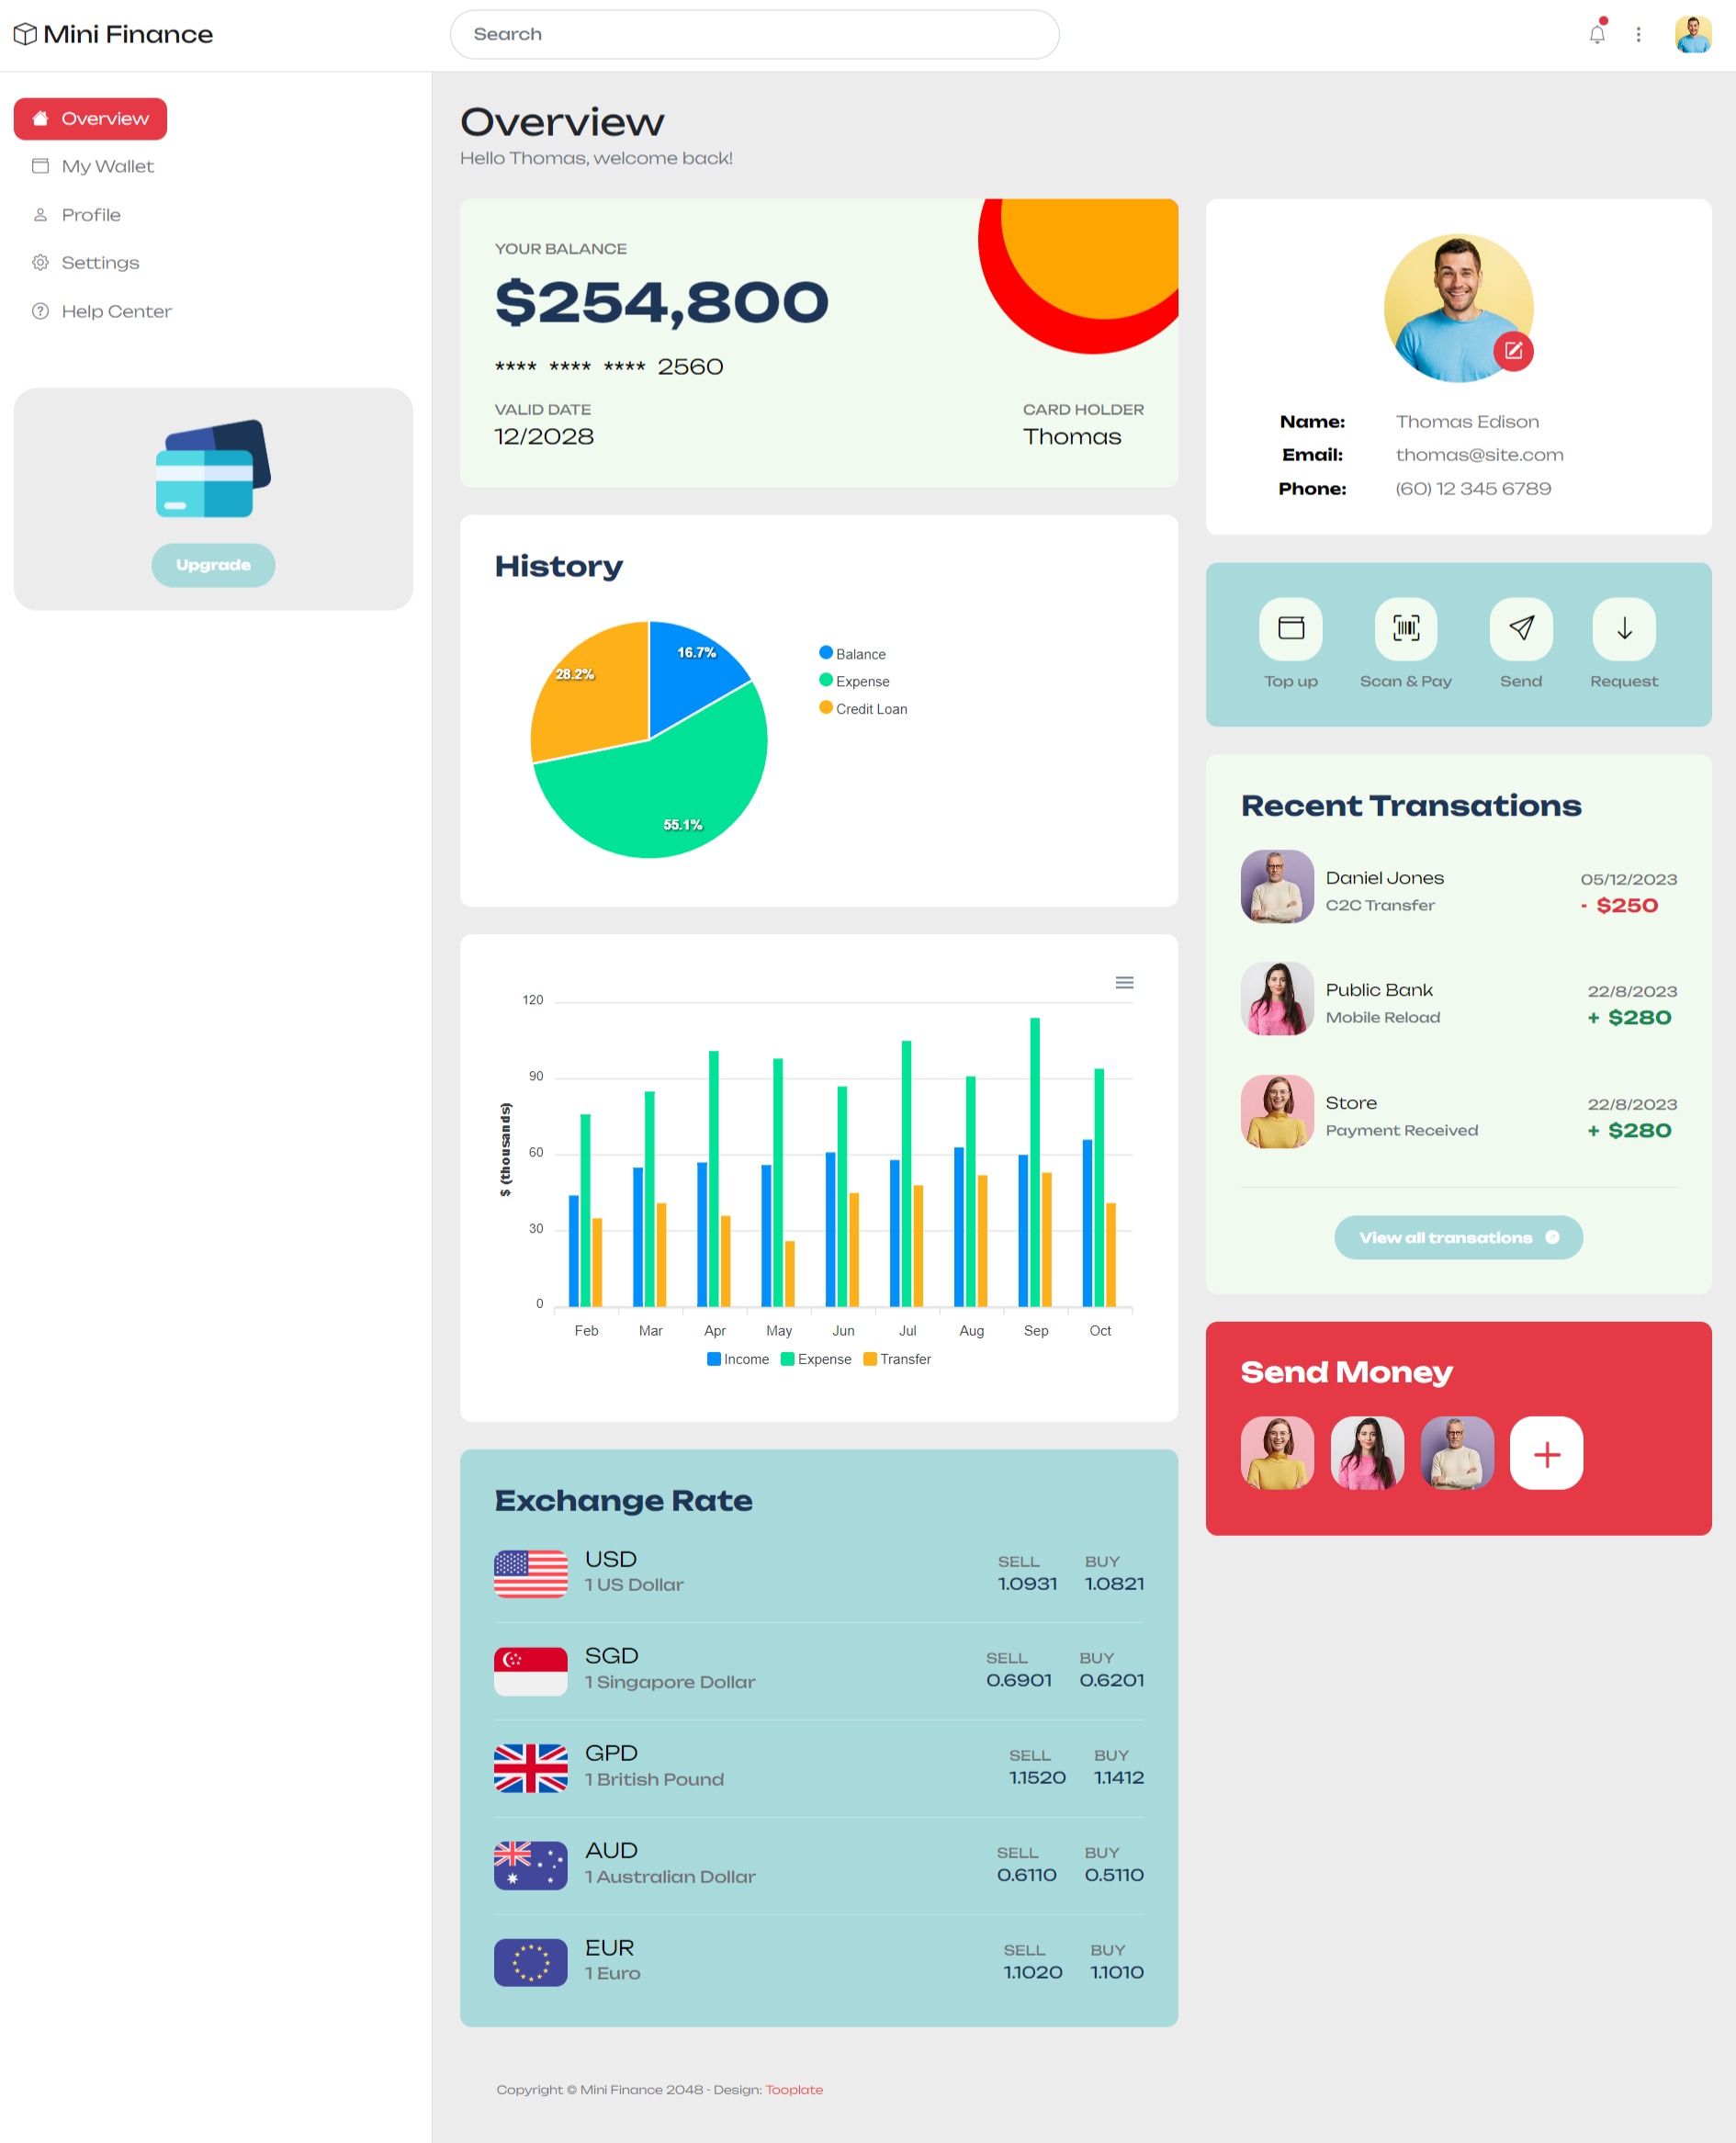 Mini Finance
Search
Overview
My Wallet
Profile
Settings
Help Center
Upgrade
Overview
Hello Thomas, welcome back!
YOUR BALANCE
$254,800
**** **** **** 2560
VALID DATE CARD HOLDER
12/2028 Thomas
History
16.7%
28.2%
55.1%
Balance
Expense
Credit Loan
120
90
60
30
0
$ (thousands)
Feb Mar Apr May Jun Jul Aug Sep Oct
Income Expense Transfer
Exchange Rate
USD SELL BUY
1 US Dollar 1.0931 1.0821
SGD SELL BUY
1 Singapore Dollar 0.6901 0.6201
GPD SELL BUY
1 British Pound 1.1520 1.1412
AUD SELL BUY
1 Australian Dollar 0.6110 0.5110
EUR SELL BUY
1 Euro 1.1020 1.1010
Name: Thomas Edison
Email: thomas@site.com
Phone: (60) 12 345 6789
Top up Scan & Pay Send Request
Recent Transations
Daniel Jones 05/12/2023
C2C Transfer - $250
Public Bank 22/8/2023
Mobile Reload + $280
Store 22/8/2023
Payment Received + $280
View all transations
Send Money
Copyright © Mini Finance 2048 - Design: Tooplate